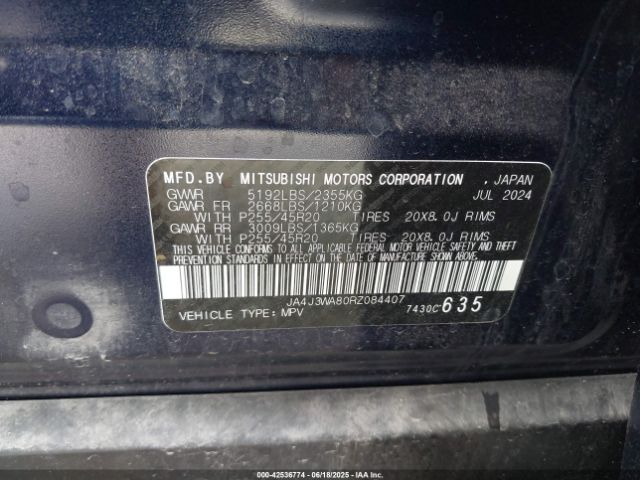 MFD.BY MITSUBISHI MOTORS CORPORATION , JAPAN
GVWR 5192LBS/2355KG JUL 2024
GAWR FR 2668LBS/1210KG
WITH P255/45R20 TIRES 20X8.0J RIMS
GAWR RR 3009LBS/1365KG
WITH P255/45R20 TIRES 20X8.0J RIMS
THIS VEHICLE CONFORMS TO ALL APPLICABLE FEDERAL MOTOR VEHICLE SAFETY AND THEFT
PREVENTION STANDARDS IN EFFECT ON THE DATE OF MANUFACTURE SHOWN ABOVE.
JA4J3WA80RZ084407
VEHICLE TYPE: MPV 7430C 635
000-42536774 - 06/18/2025 - IAAI.COM